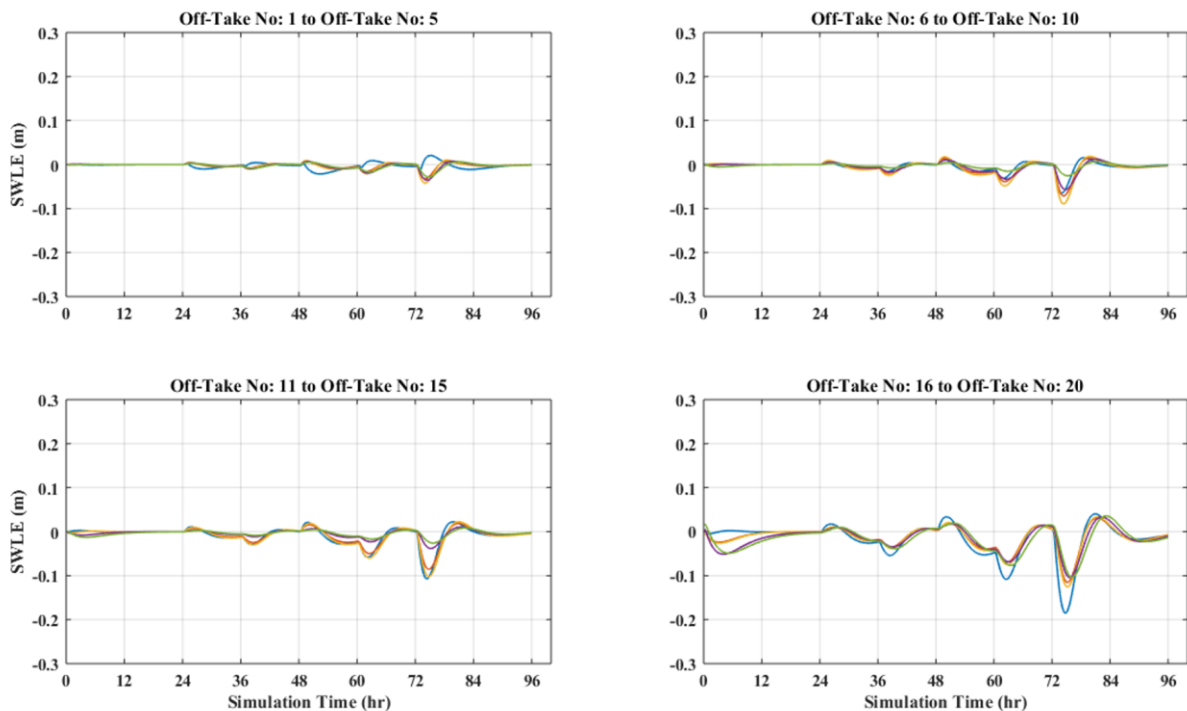 Off-Take No: 1 to Off-Take No: 5
0.3
0.2
0.1
0
-0.1
-0.2
-0.3
SWLE (m)
0 12 24 36 48 60 72 84 96
Off-Take No: 6 to Off-Take No: 10
0.3
0.2
0.1
0
-0.1
-0.2
-0.3
0 12 24 36 48 60 72 84 96
Off-Take No: 11 to Off-Take No: 15
0.3
0.2
0.1
0
-0.1
-0.2
-0.3
SWLE (m)
0 12 24 36 48 60 72 84 96
Simulation Time (hr)
Off-Take No: 16 to Off-Take No: 20
0.3
0.2
0.1
0
-0.1
-0.2
-0.3
0 12 24 36 48 60 72 84 96
Simulation Time (hr)